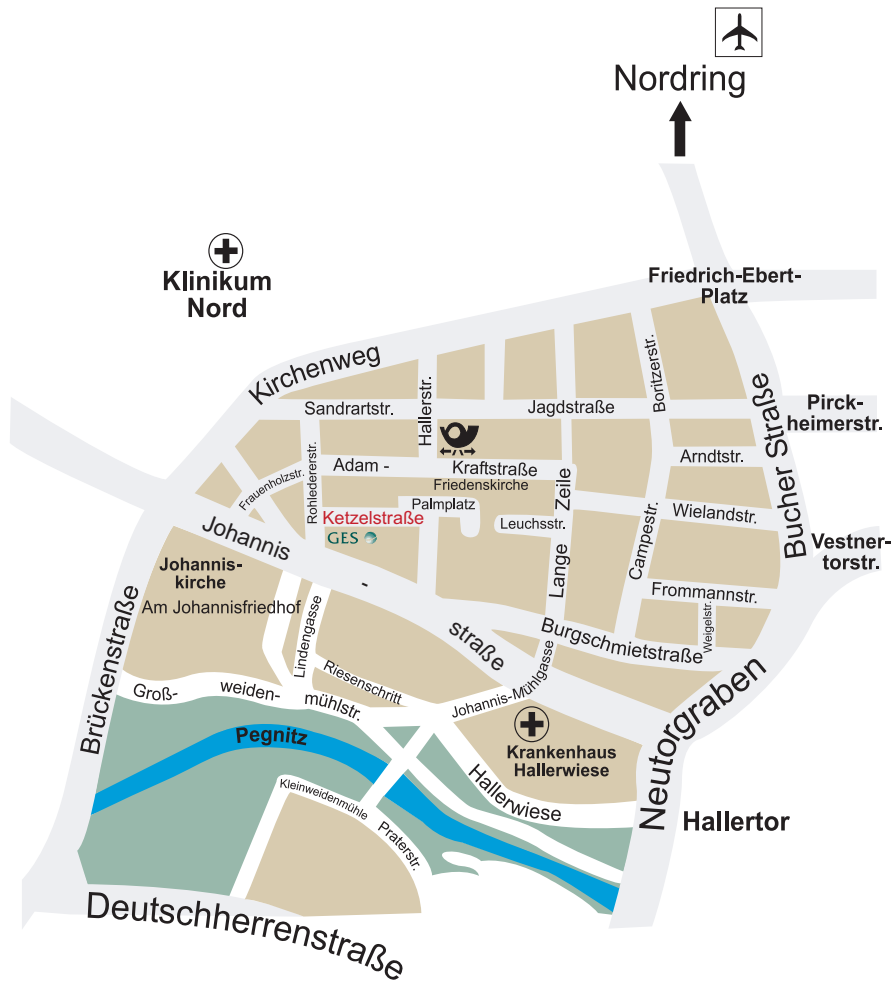 Nordring
Klinikum
Nord
Friedrich-Ebert-
Platz
Kirchenweg
Boritzerstr.
Bucher Straße
Pirck-
heimerstr.
Sandrartstr.
Hallerstr.
Jagdstraße
Arndtstr.
Adam -
Kraftstraße
Friedenskirche
Rohledererstr.
Frauenholzstr.
Palmplatz
Ketzelstraße
GES
Leuchsstr.
Lange Zeile
Campestr.
Wielandstr.
Vestner-
torstr.
Johannis
-
straße
Johannis-
kirche
Am Johannisfriedhof
Lindengasse
Frommannstr.
Weigelstr.
Burgschmietstraße
Brückenstraße
Groß-
weiden-
mühlstr.
Riesenschritt
Johannis-Mühlgasse
Neutorgraben
Pegnitz
Krankenhaus
Hallerwiese
Hallerwiese
Hallertor
Kleinweidenmühle
Praterstr.
Deutschherrenstraße